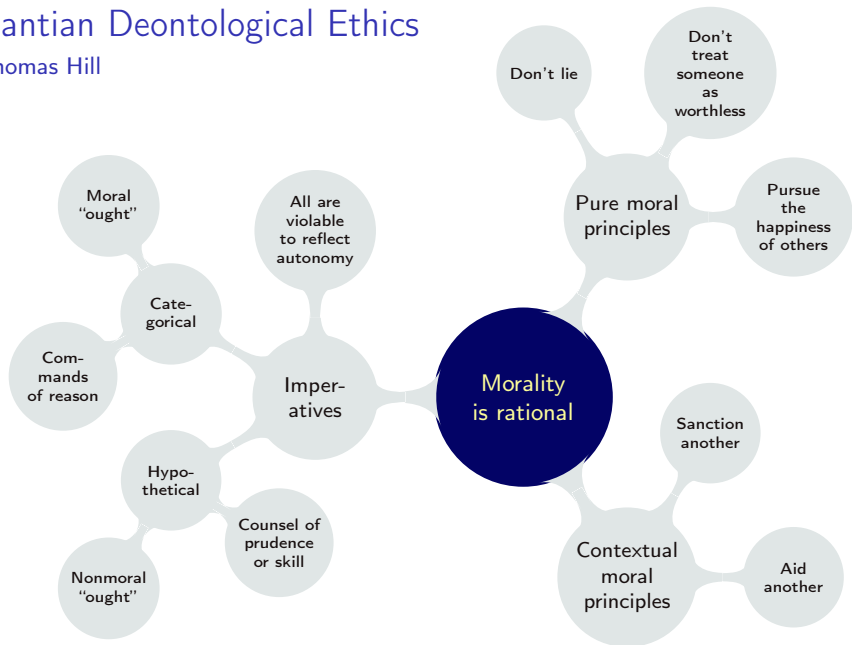 antian Deontological Ethics
homas Hill
Don't lie
Don't
treat
someone
as
worthless
Pure moral
principles
Pursue
the
happiness
of others
Moral
“ought”
All are
violable
to reflect
autonomy
Cate-
gorical
Com-
mands
of reason
Imper-
atives
Morality
is rational
Hypo-
thetical
Counsel of
prudence
or skill
Nonmoral
“ought”
Sanction
another
Contextual
moral
principles
Aid
another